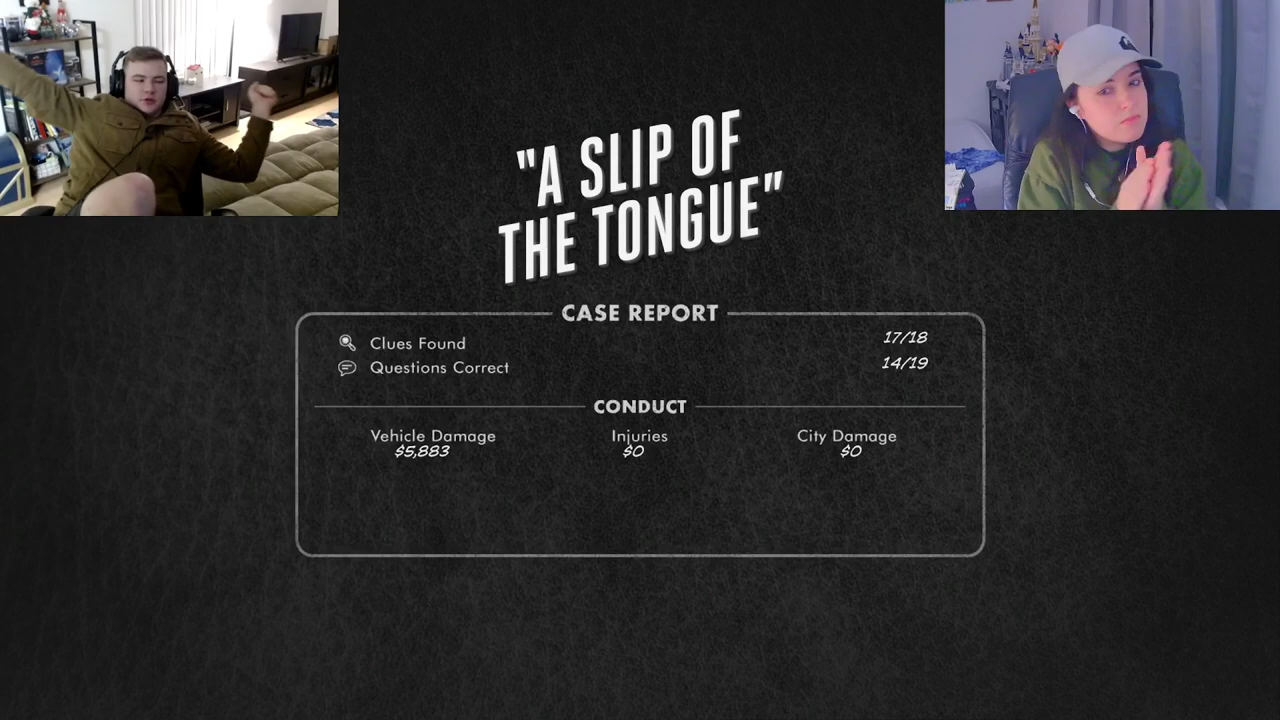 "A SLIP OF
THE TONGUE"
CASE REPORT
Clues Found 17/18
Questions Correct 14/19
CONDUCT
Vehicle Damage Injuries City Damage
$5,883 $0 $0